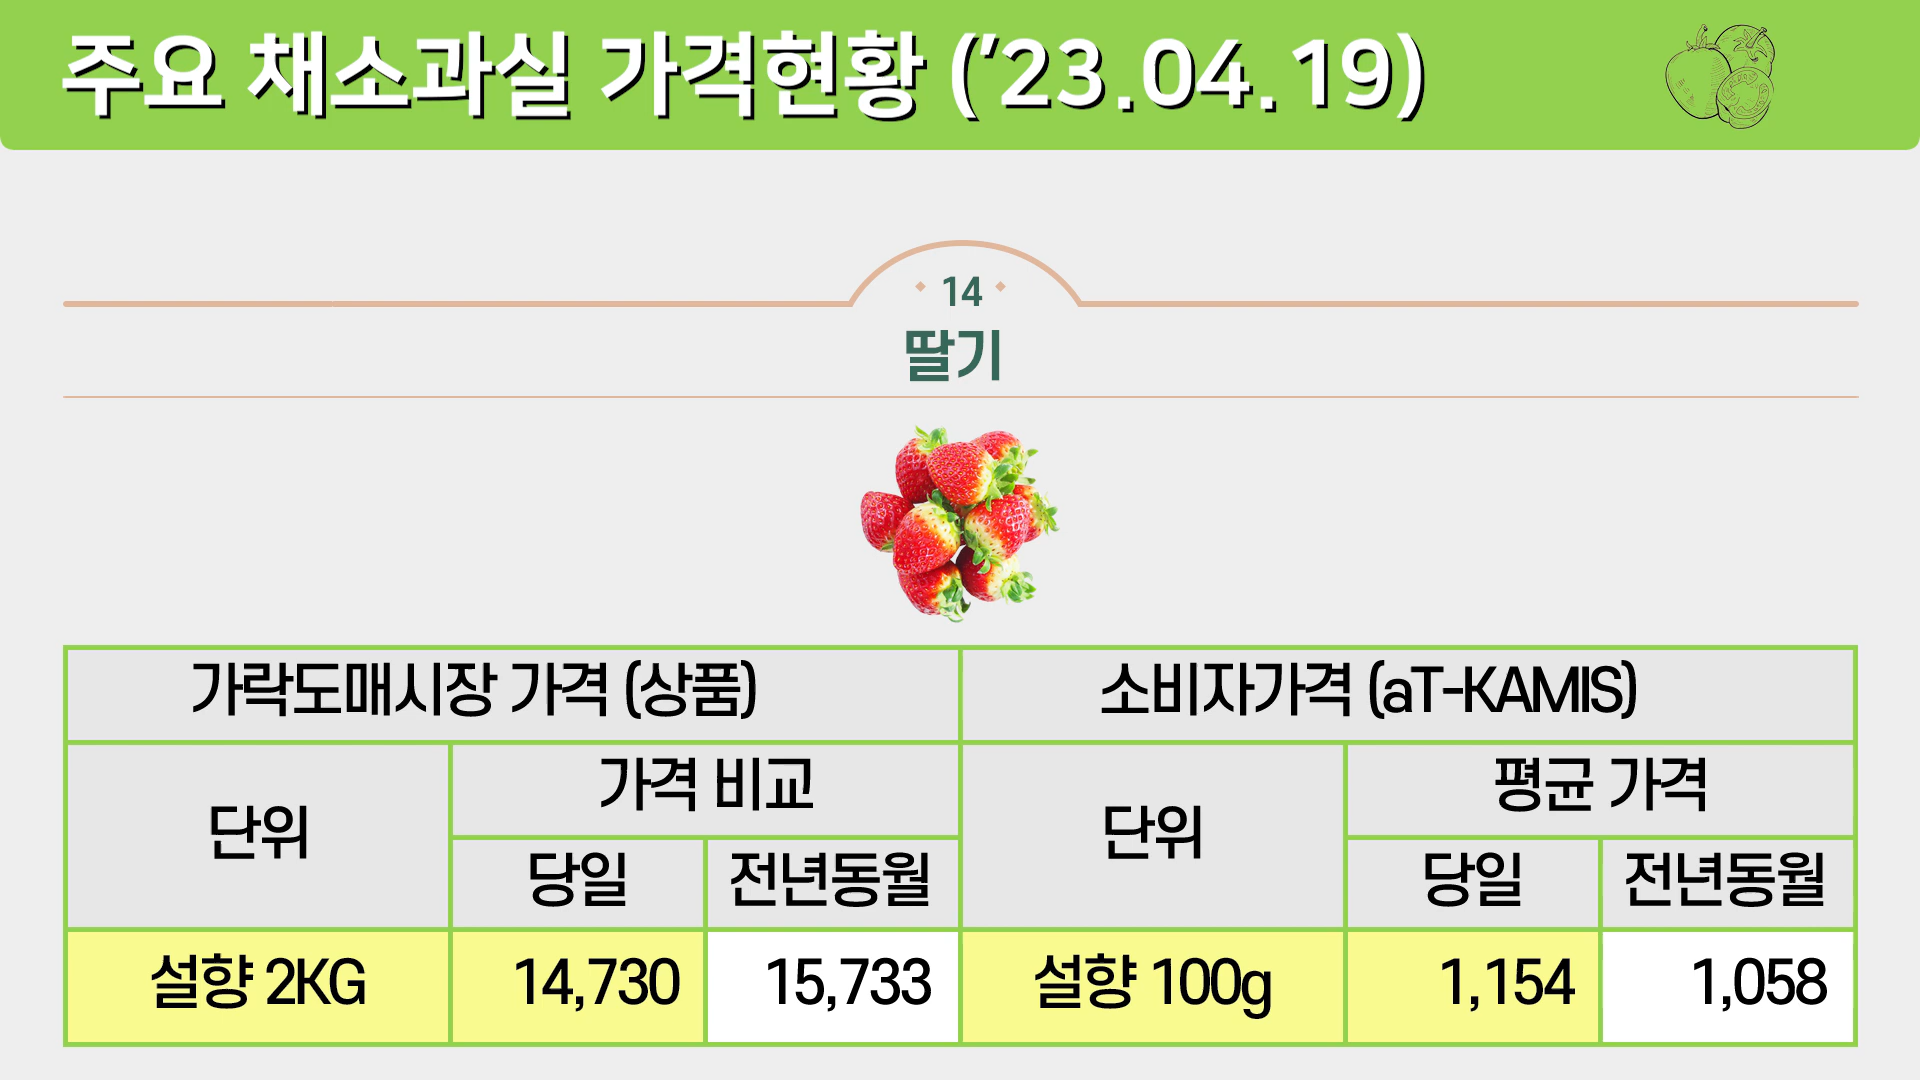 주요 채소과실 가격현황 (’23.04.19)
14
딸기
가락도매시장 가격 (상품) 소비자가격 (aT-KAMIS)
단위 가격 비교 단위 평균 가격
당일 전년동월 당일 전년동월
설향 2KG 14,730 15,733 설향 100g 1,154 1,058